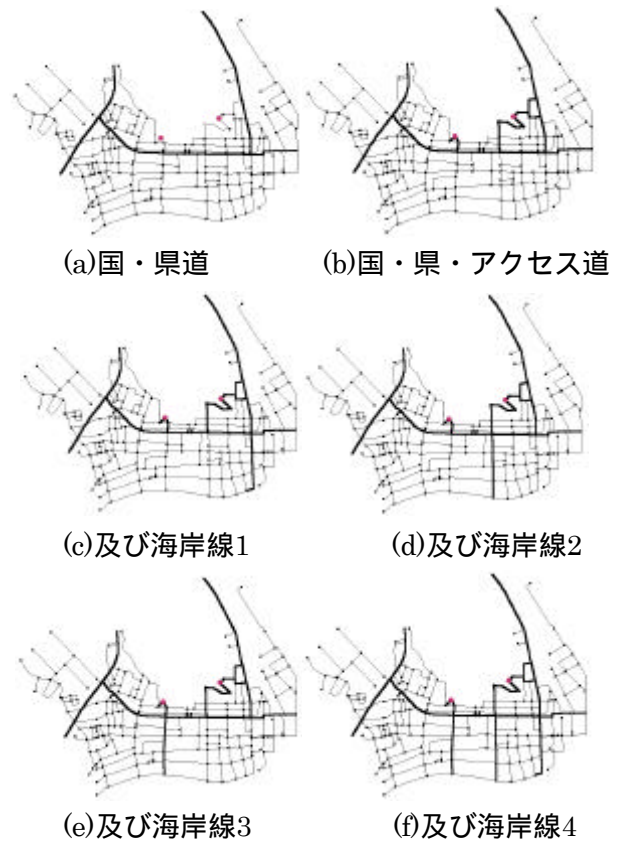 (a)国・県道
(b)国・県・アクセス道
(c)及び海岸線1
(d)及び海岸線2
(e)及び海岸線3
(f)及び海岸線4